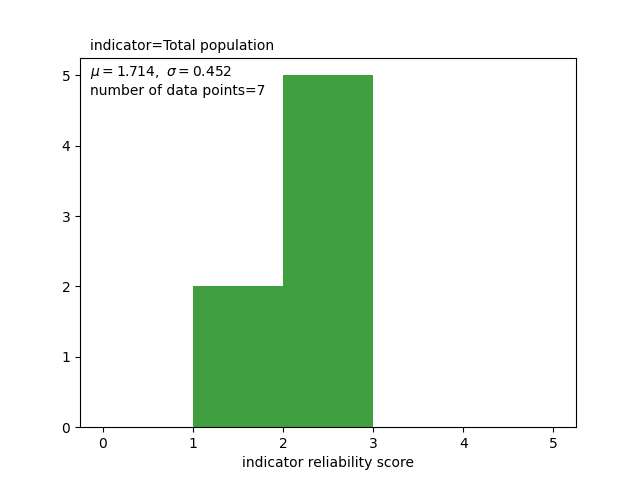 indicator=Total population
μ = 1.714,  σ = 0.452
number of data points=7
5
4
3
2
1
0
0 1 2 3 4 5
indicator reliability score